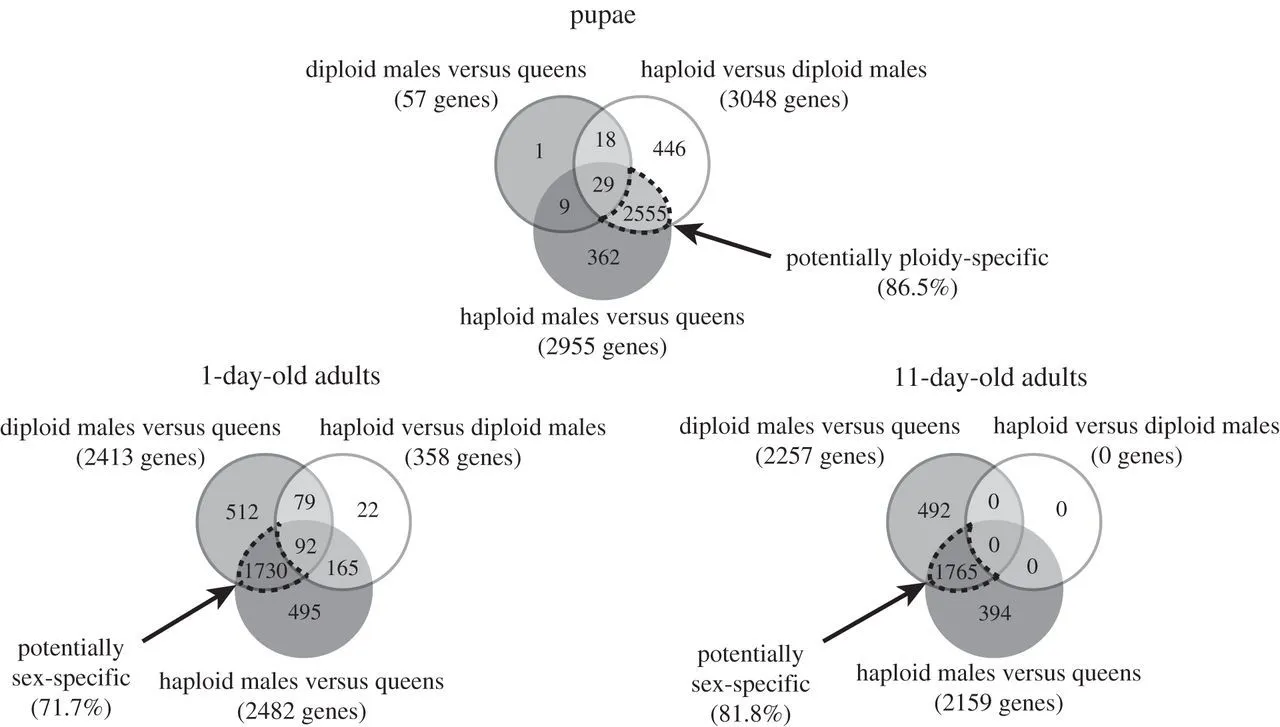 pupae
diploid males versus queens
(57 genes)
haploid versus diploid males
(3048 genes)
1
18
446
29
9
2555
362
potentially ploidy-specific
(86.5%)
haploid males versus queens
(2955 genes)
1-day-old adults
diploid males versus queens
(2413 genes)
haploid versus diploid males
(358 genes)
512
79
22
92
1730
165
495
potentially
sex-specific
(71.7%)
haploid males versus queens
(2482 genes)
11-day-old adults
diploid males versus queens
(2257 genes)
haploid versus diploid males
(0 genes)
492
0
0
0
1765
0
394
potentially
sex-specific
(81.8%)
haploid males versus queens
(2159 genes)